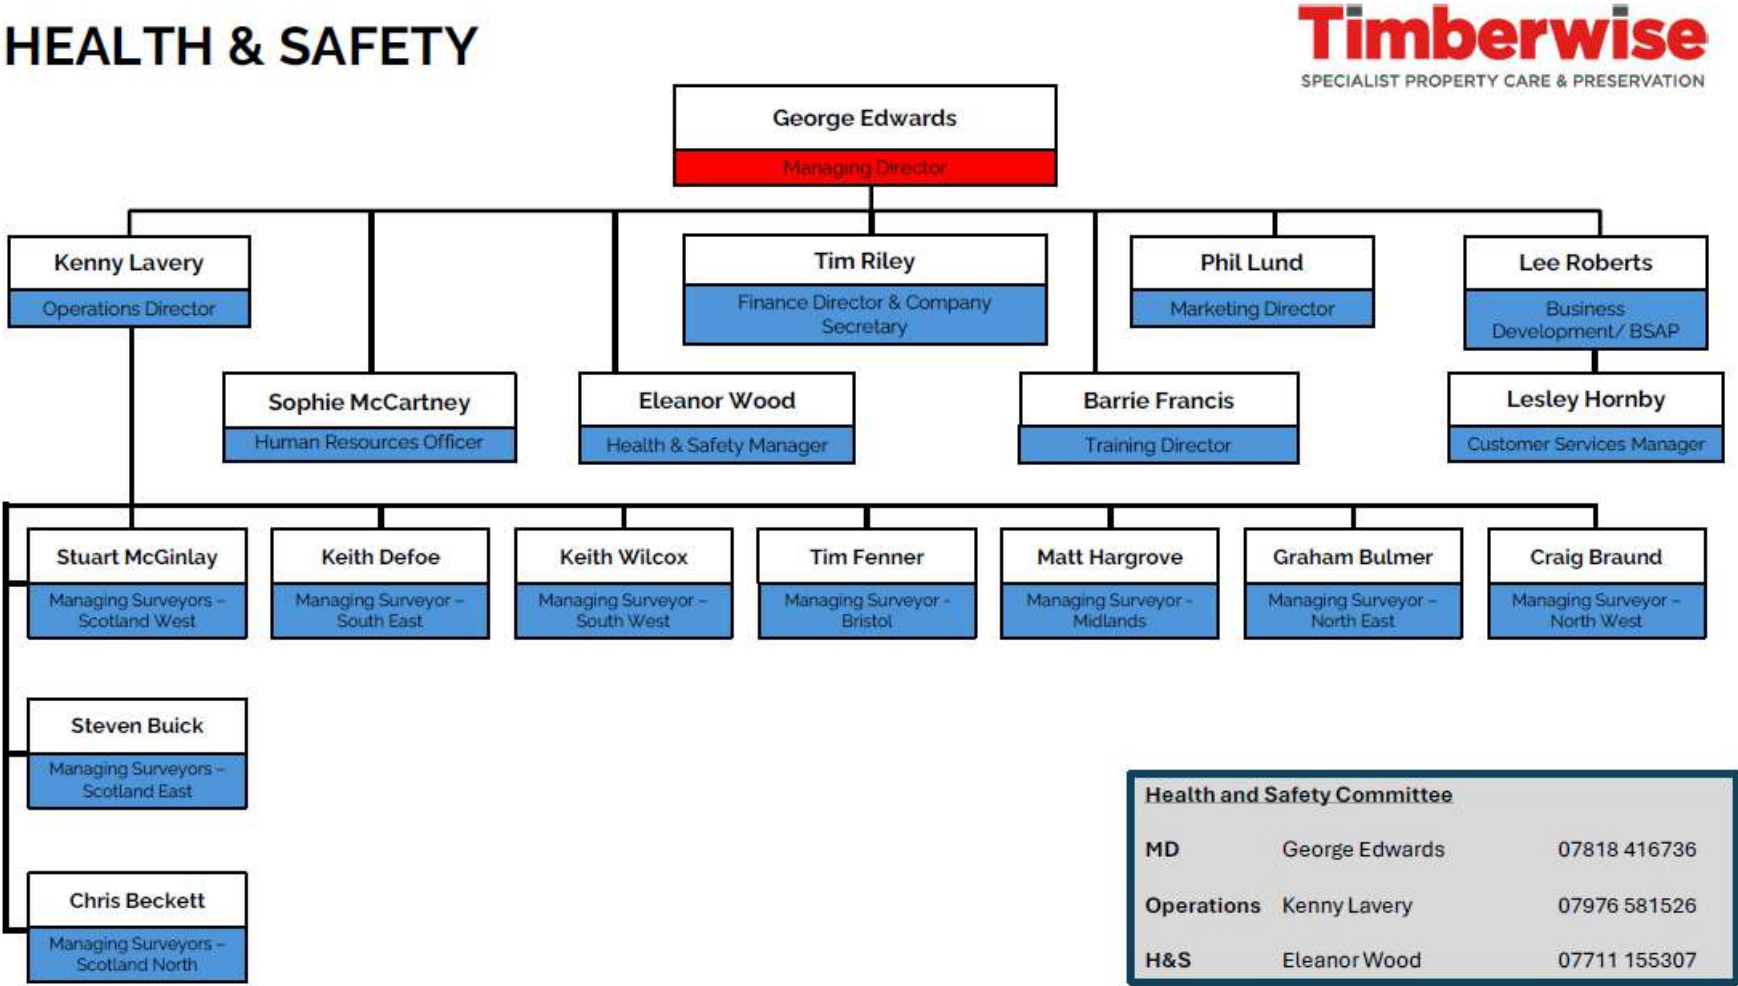 HEALTH & SAFETY
Timberwise
SPECIALIST PROPERTY CARE & PRESERVATION
George Edwards
Managing Director
Kenny Lavery
Operations Director
Tim Riley
Finance Director & Company
Secretary
Phil Lund
Marketing Director
Lee Roberts
Business
Development/ BSAP
Sophie McCartney
Human Resources Officer
Eleanor Wood
Health & Safety Manager
Barrie Francis
Training Director
Lesley Hornby
Customer Services Manager
Stuart McGinlay
Managing Surveyors –
Scotland West
Keith Defoe
Managing Surveyor –
South East
Keith Wilcox
Managing Surveyor –
South West
Tim Fenner
Managing Surveyor -
Bristol
Matt Hargrove
Managing Surveyor -
Midlands
Graham Bulmer
Managing Surveyor –
North East
Craig Braund
Managing Surveyor –
North West
Steven Buick
Managing Surveyors –
Scotland East
Chris Beckett
Managing Surveyors –
Scotland North
Health and Safety Committee
MD George Edwards 07818 416736
Operations Kenny Lavery 07976 581526
H&S Eleanor Wood 07711 155307